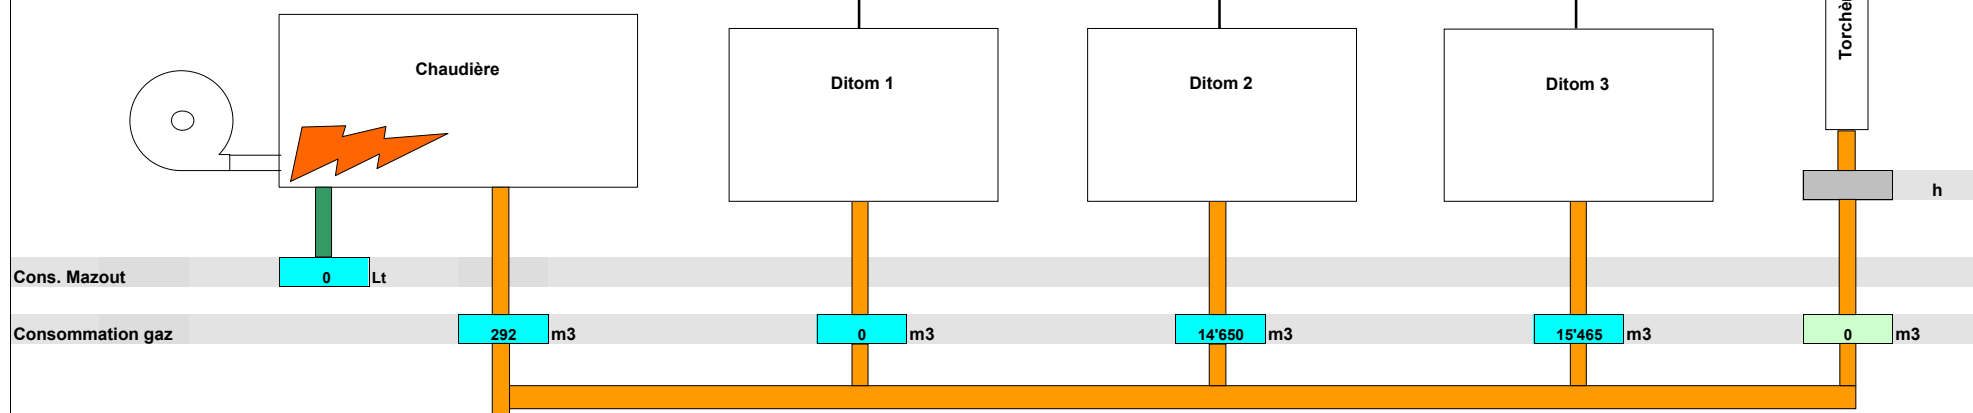 Torchèr
Chaudière
Ditom 1
Ditom 2
Ditom 3
h
Cons. Mazout 0 Lt
Consommation gaz 292 m3 0 m3 14'650 m3 15'465 m3 0 m3